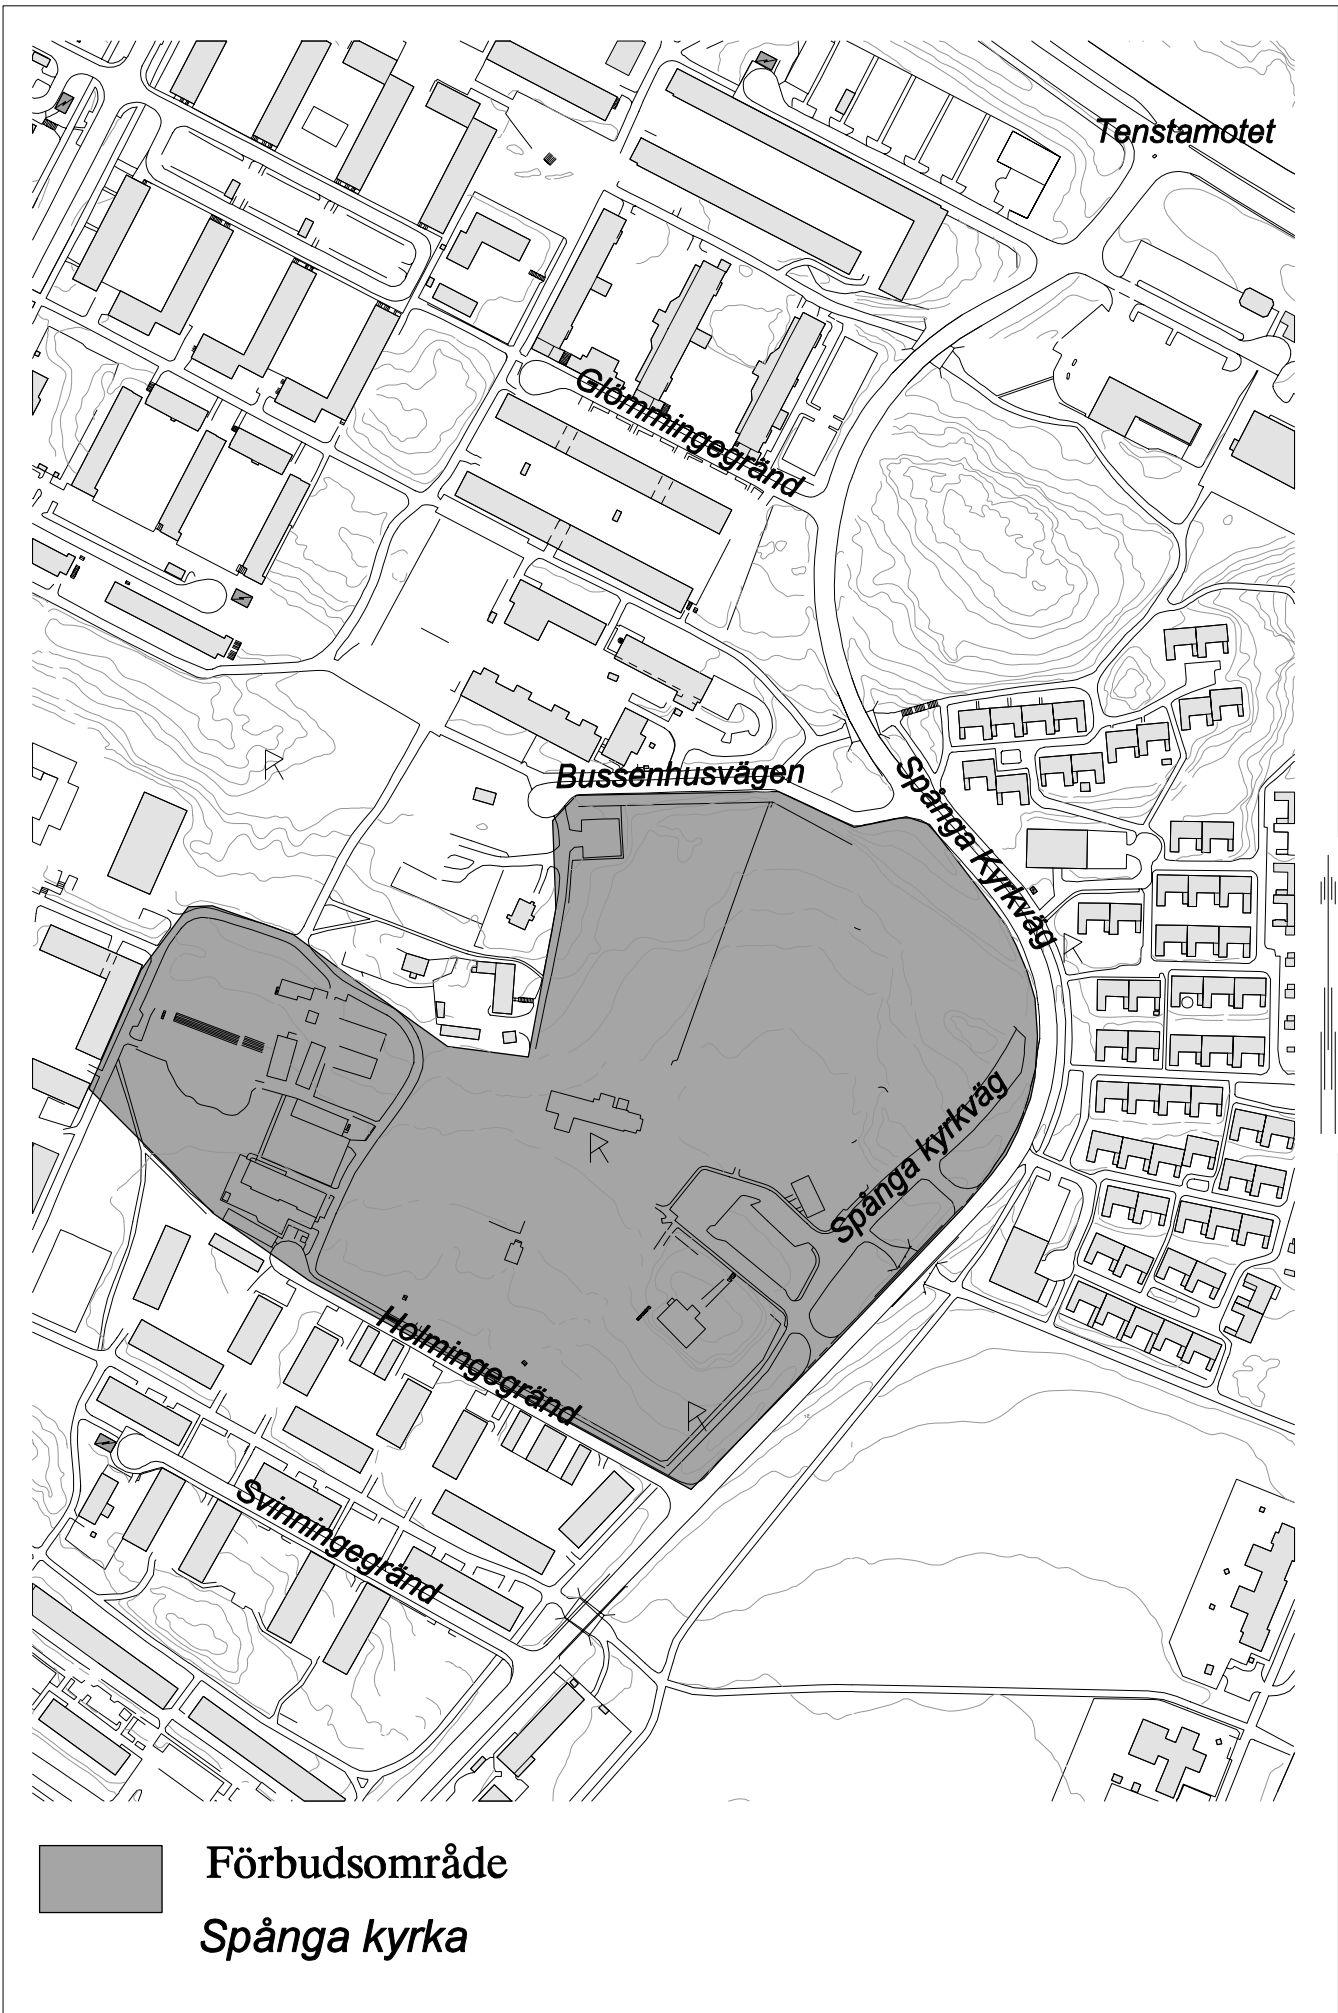 Tenstamotet
Glömmingegränd
Bussenhusvägen
Spånga Kyrkväg
Spånga kyrkväg
Holmingegränd
Svinningegränd
Förbudsområde
Spånga kyrka